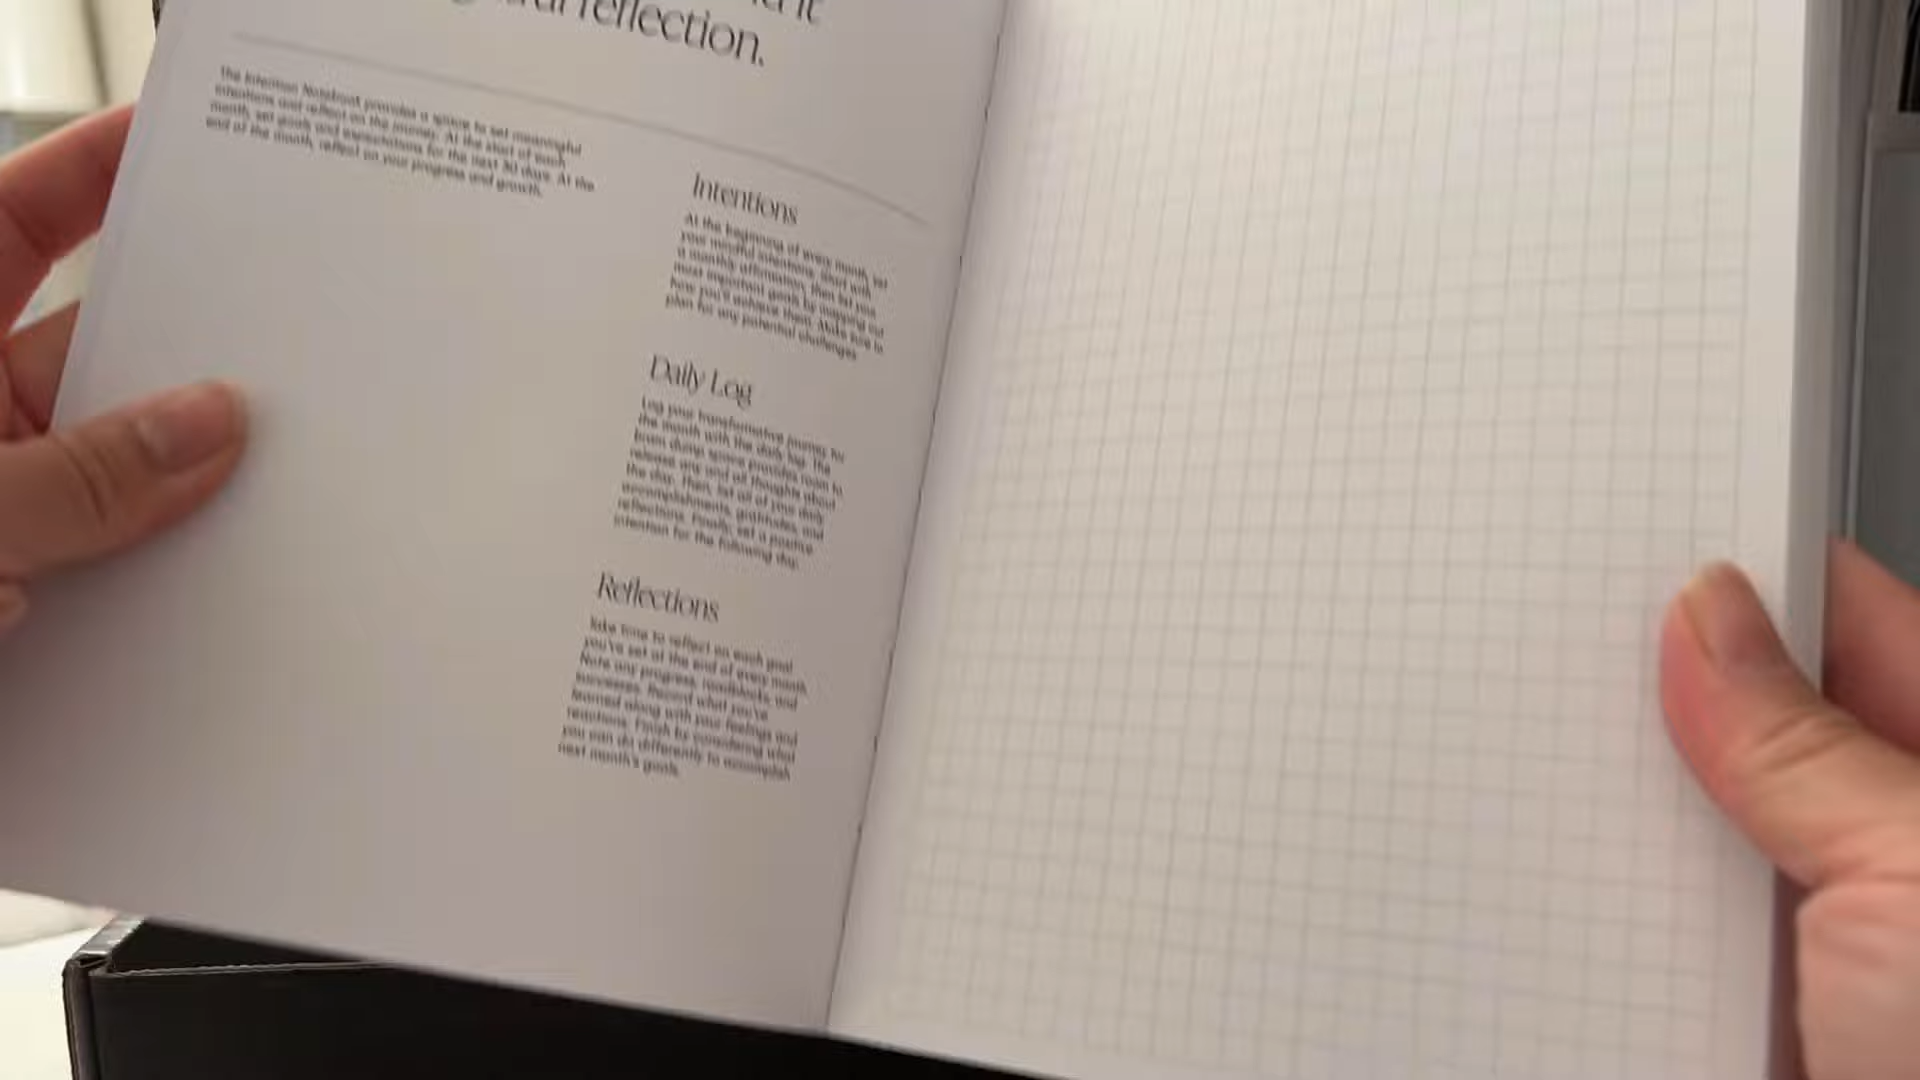 reflection.
The Intention Notebook provides a space to set meaningful
intentions and reflect on the journey. At the start of each
month, set goals and expectations for the next 30 days. At the
end of the month, reflect on your progress and growth.
Intentions
At the beginning of every month, set
your mindful intentions. Start with
a monthly affirmation, then list your
most important goals by mapping out
how you'll achieve them. Make sure to
plan for any potential challenges.
Daily Log
Log your transformative journey for
the month with the daily log. The
brain dump space provides room to
release any and all thoughts about
the day. Then, list all of your daily
accomplishments, gratitudes, and
reflections. Finally, set a positive
intention for the following day.
Reflections
Take time to reflect on each goal
you've set at the end of every month.
Note any progress, roadblocks, and
successes. Record what you've
learned along with your feelings and
reactions. Finish by considering what
you can do differently to accomplish
next month's goals.